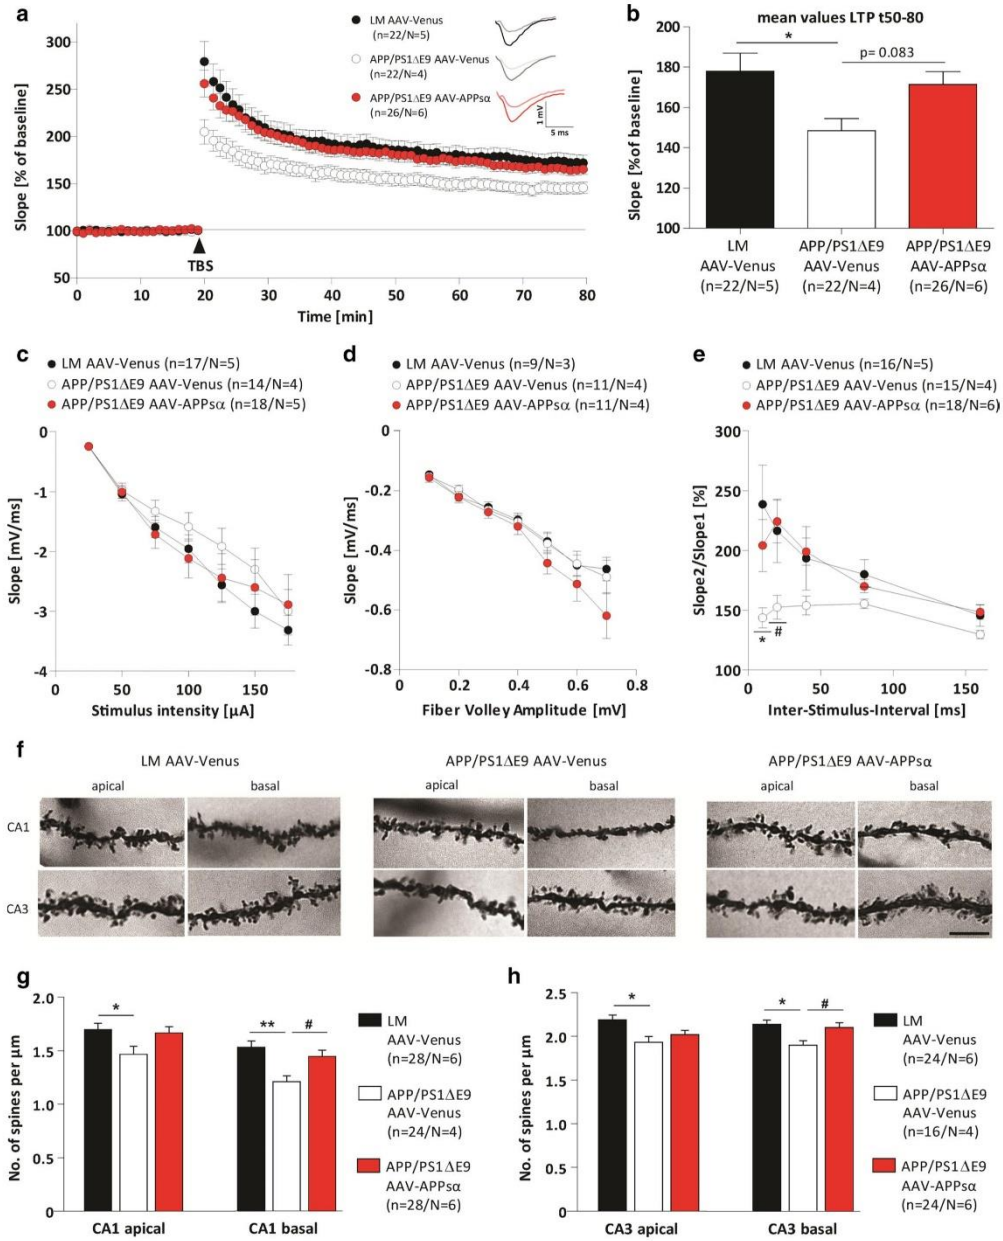 a
LM AAV-Venus
(n=22/N=5)
APP/PS1ΔE9 AAV-Venus
(n=22/N=4)
APP/PS1ΔE9 AAV-APPsα
(n=26/N=6)
1 mV
5 ms
Slope [% of baseline]
300
250
200
150
100
50
TBS
0 10 20 30 40 50 60 70 80
Time [min]
b
mean values LTP t50-80
*
p= 0.083
Slope [% of baseline]
200
180
160
140
120
100
LM
AAV-Venus
(n=22/N=5)
APP/PS1ΔE9
AAV-Venus
(n=22/N=4)
APP/PS1ΔE9
AAV-APPsα
(n=26/N=6)
c
LM AAV-Venus (n=17/N=5)
APP/PS1ΔE9 AAV-Venus (n=14/N=4)
APP/PS1ΔE9 AAV-APPsα (n=18/N=5)
Slope [mV/ms]
0
-1
-2
-3
-4
0 50 100 150
Stimulus intensity [µA]
d
LM AAV-Venus (n=9/N=3)
APP/PS1ΔE9 AAV-Venus (n=11/N=4)
APP/PS1ΔE9 AAV-APPsα (n=11/N=4)
Slope [mV/ms]
0
-0.2
-0.4
-0.6
-0.8
0 0.2 0.4 0.6 0.8
Fiber Volley Amplitude [mV]
e
LM AAV-Venus (n=16/N=5)
APP/PS1ΔE9 AAV-Venus (n=15/N=4)
APP/PS1ΔE9 AAV-APPsα (n=18/N=6)
Slope2/Slope1 [%]
300
250
200
150
100
* #
0 50 100 150
Inter-Stimulus-Interval [ms]
f
LM AAV-Venus
apical basal
APP/PS1ΔE9 AAV-Venus
apical basal
APP/PS1ΔE9 AAV-APPsα
apical basal
CA1
CA3
g
No. of spines per µm
2.0
1.5
1.0
0.5
0
*
** #
CA1 apical CA1 basal
LM
AAV-Venus
(n=28/N=6)
APP/PS1ΔE9
AAV-Venus
(n=24/N=4)
APP/PS1ΔE9
AAV-APPsα
(n=28/N=6)
h
No. of spines per µm
2.5
2.0
1.5
2.0
0.5
0
*
* #
CA3 apical CA3 basal
LM
AAV-Venus
(n=24/N=6)
APP/PS1ΔE9
AAV-Venus
(n=16/N=4)
APP/PS1ΔE9
AAV-APPsα
(n=24/N=6)